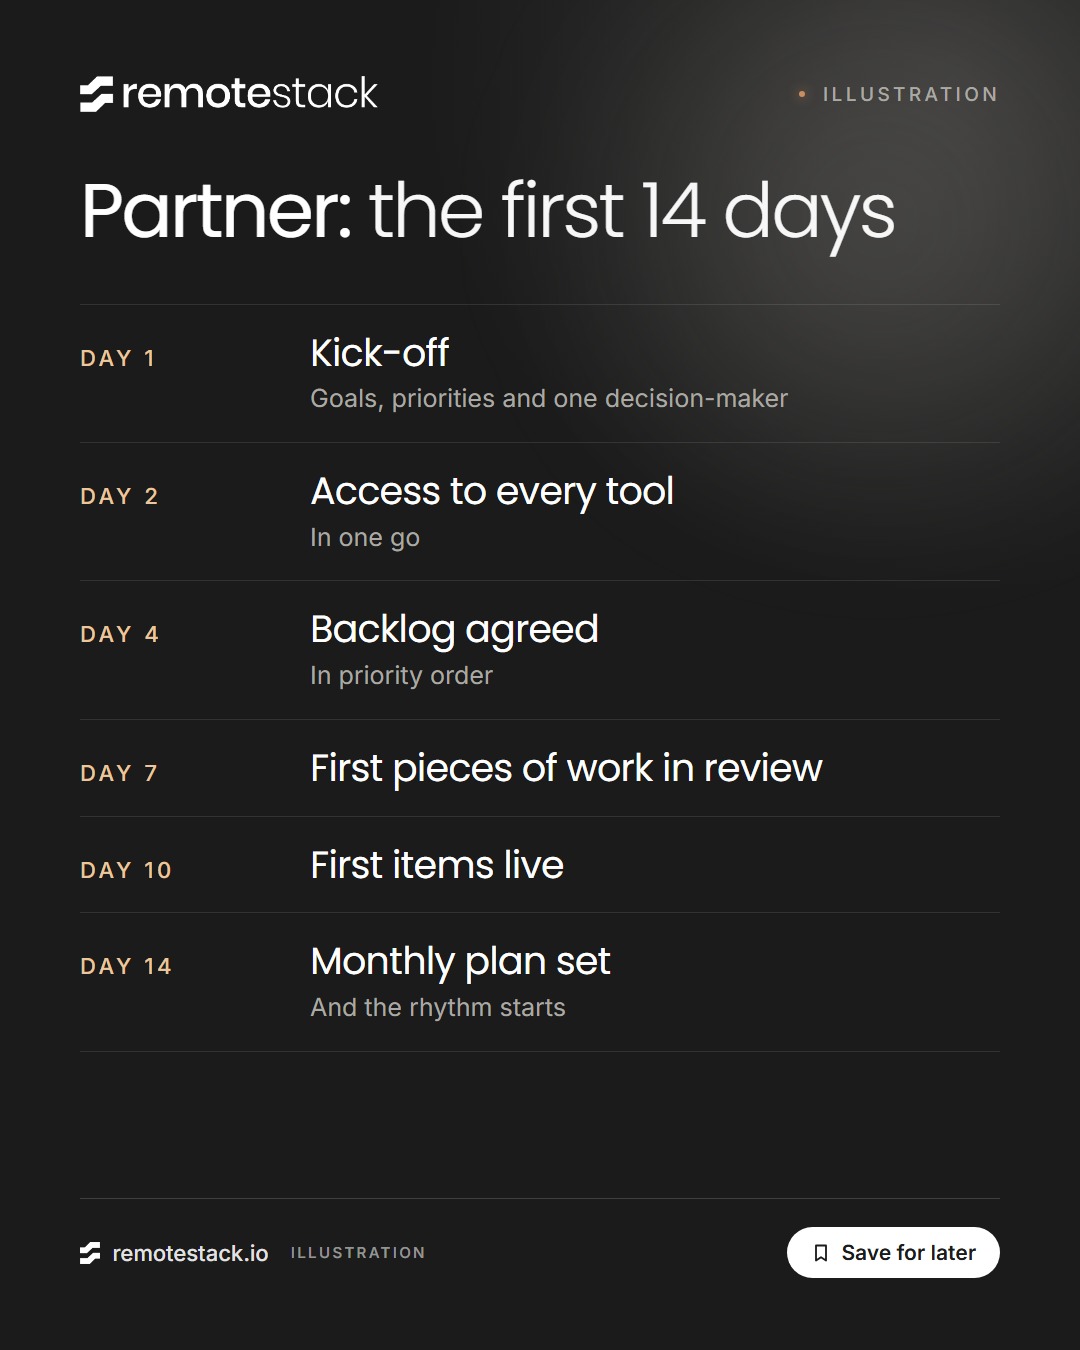 remotestack
ILLUSTRATION
Partner: the first 14 days
DAY 1
Kick-off
Goals, priorities and one decision-maker
DAY 2
Access to every tool
In one go
DAY 4
Backlog agreed
In priority order
DAY 7
First pieces of work in review
DAY 10
First items live
DAY 14
Monthly plan set
And the rhythm starts
remotestack.io
ILLUSTRATION
Save for later